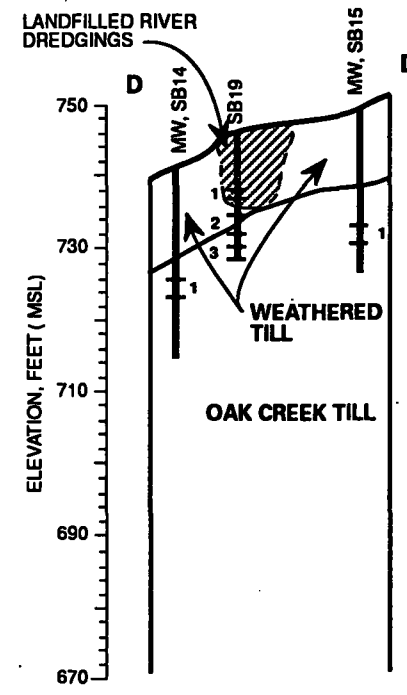 LANDFILLED RIVER
DREDGINGS
D
MW, SB14
SB19
MW, SB15
750
730
710
690
670
ELEVATION, FEET ( MSL)
1
1
2
3
1
WEATHERED
TILL
OAK CREEK TILL